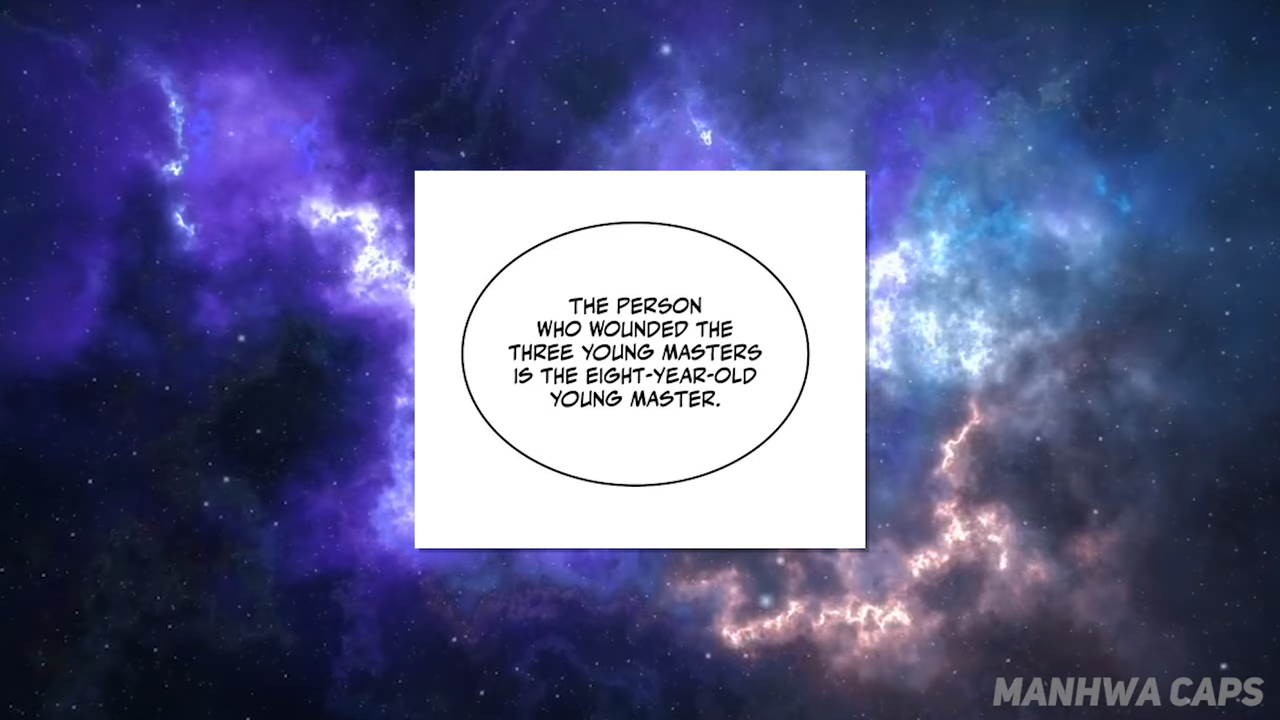 THE PERSON
WHO WOUNDED THE
THREE YOUNG MASTERS
IS THE EIGHT-YEAR-OLD
YOUNG MASTER.
MANHWA CAPS